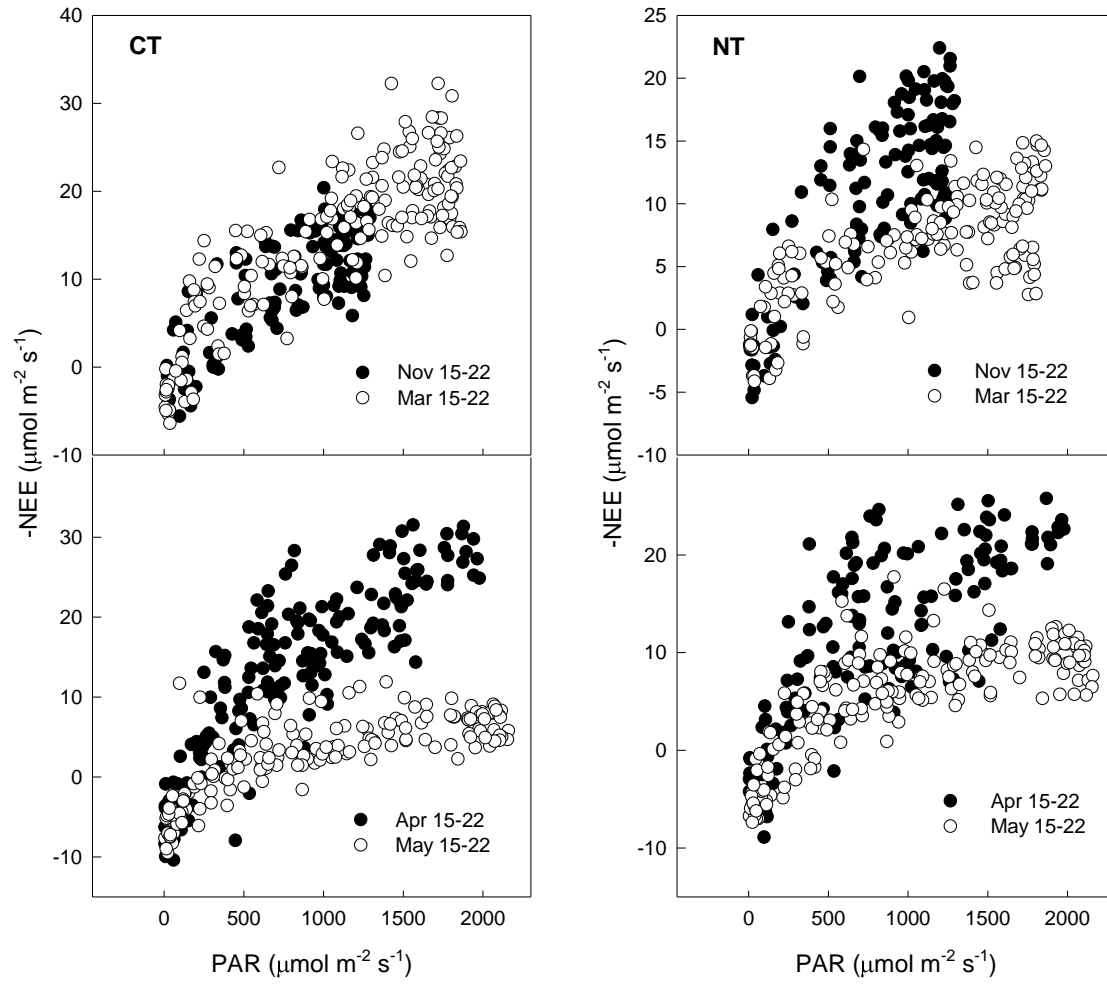 CT
NT
40
30
20
10
0
-10
25
20
15
10
5
0
-5
-10
Nov 15-22
Mar 15-22
Nov 15-22
Mar 15-22
-NEE (μmol m-2 s-1)
-NEE (μmol m-2 s-1)
30
20
10
0
-10
20
10
0
-10
Apr 15-22
May 15-22
Apr 15-22
May 15-22
0 500 1000 1500 2000
0 500 1000 1500 2000
PAR (μmol m-2 s-1)
PAR (μmol m-2 s-1)